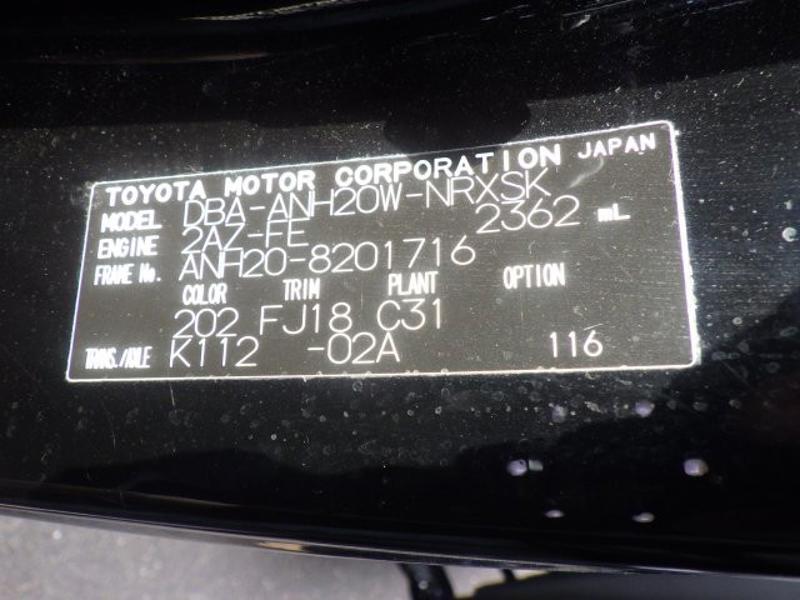 TOYOTA MOTOR CORPORATION JAPAN
MODEL DBA-ANH20W-NRXSK
ENGINE 2AZ-FE 2362 mL
FRAME No. ANH20-8201716
COLOR TRIM PLANT OPTION
202 FJ18 C31
TRANS./AXLE K112 -02A 116